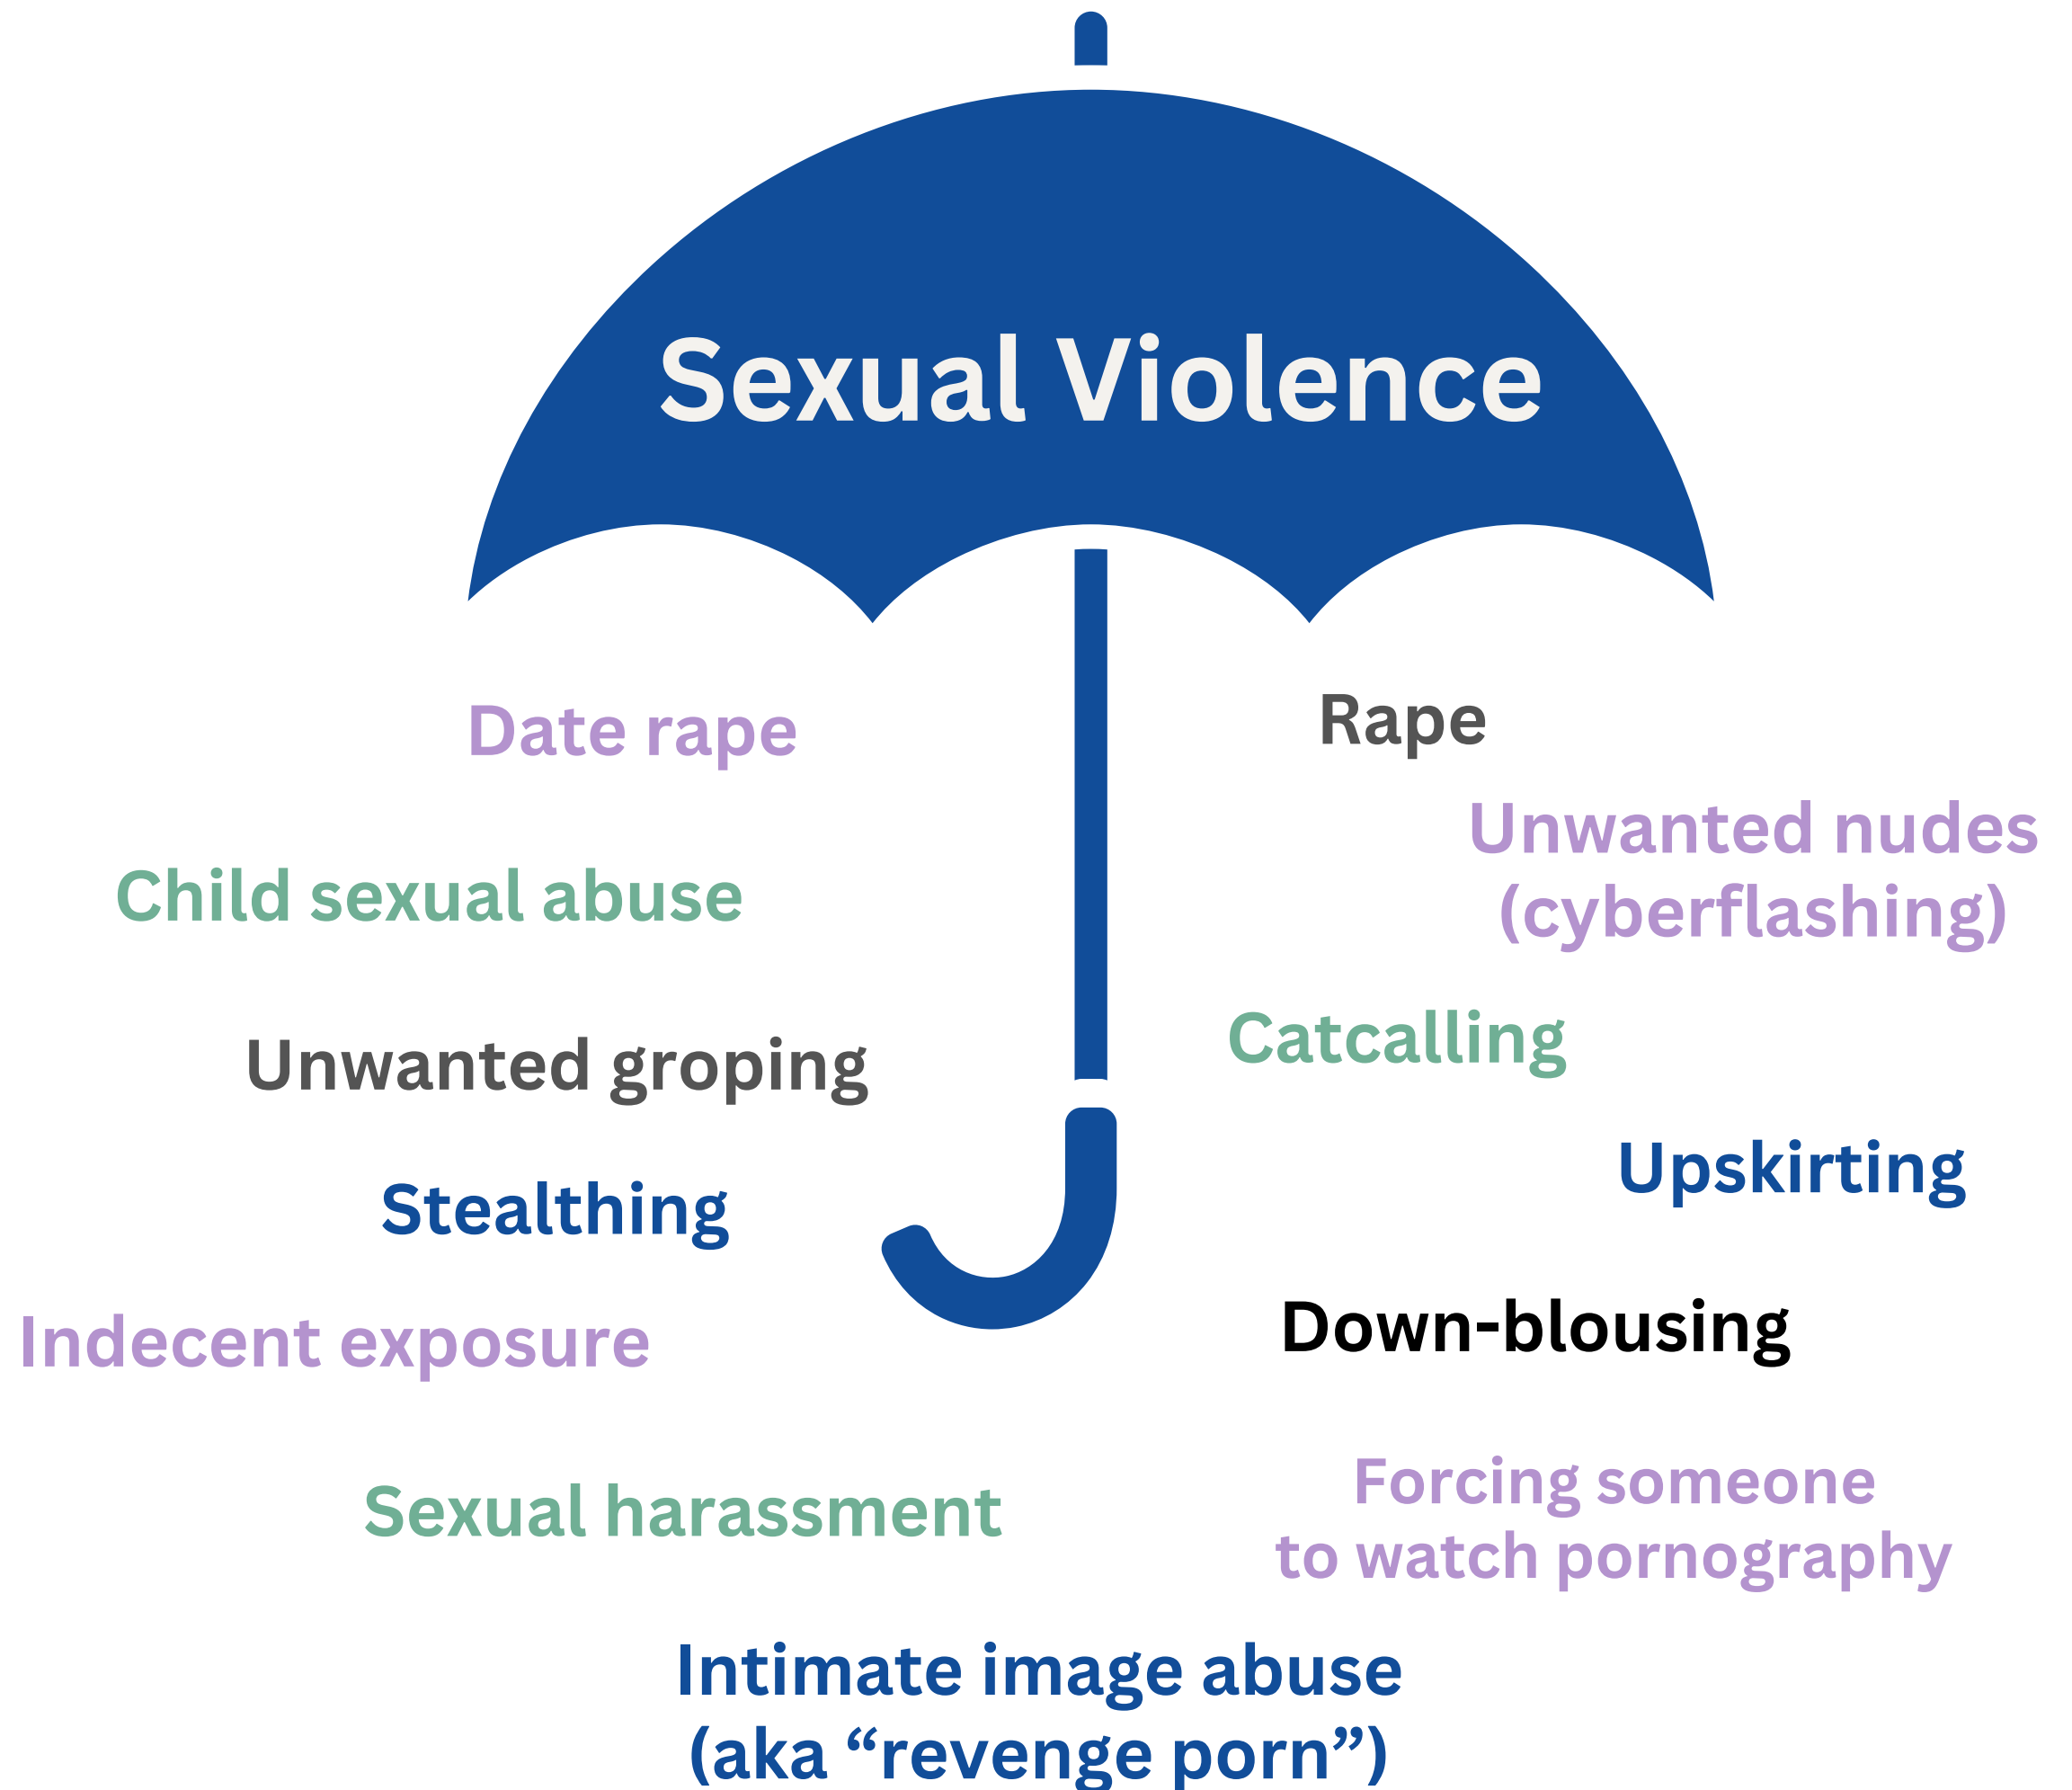 Sexual Violence
Date rape
Rape
Unwanted nudes
(cyberflashing)
Child sexual abuse
Catcalling
Unwanted groping
Upskirting
Stealthing
Down-blousing
Indecent exposure
Forcing someone
to watch pornography
Sexual harassment
Intimate image abuse
(aka “revenge porn”)